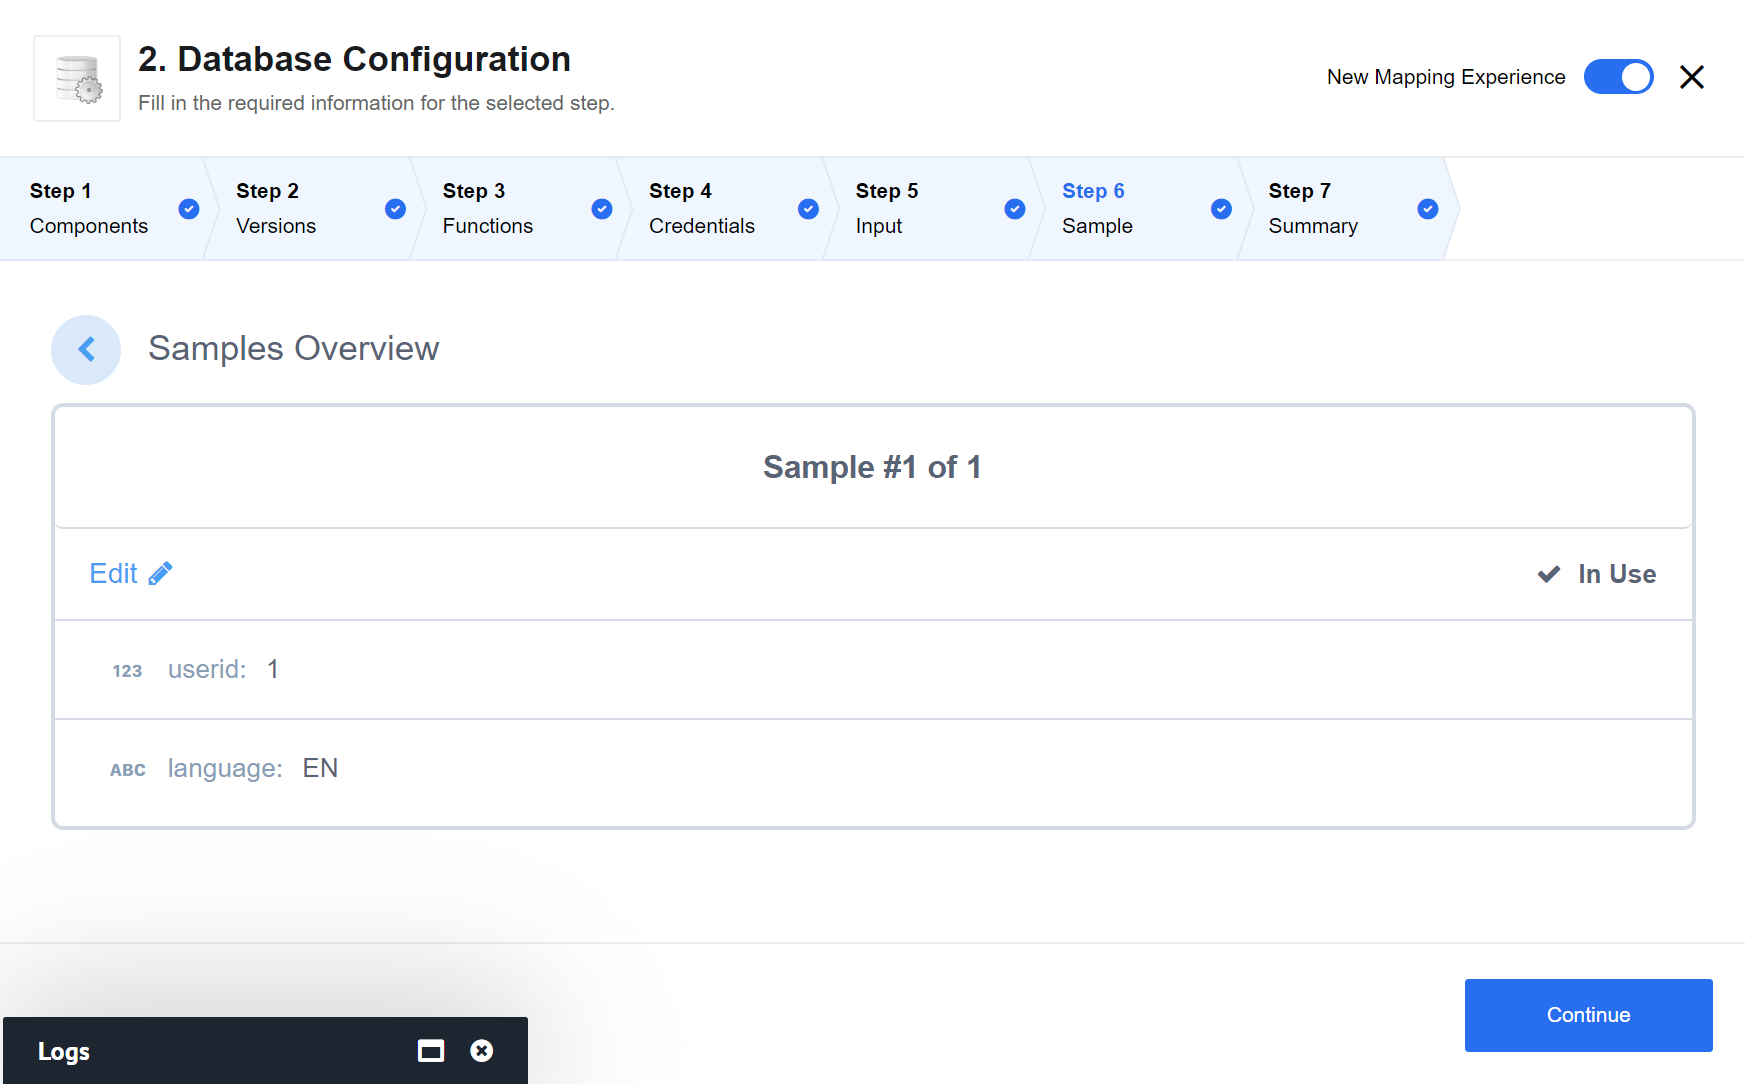 2. Database Configuration
Fill in the required information for the selected step.
New Mapping Experience
Step 1
Components
Step 2
Versions
Step 3
Functions
Step 4
Credentials
Step 5
Input
Step 6
Sample
Step 7
Summary
Samples Overview
Sample #1 of 1
Edit
In Use
123 userid: 1
ABC language: EN
Continue
Logs